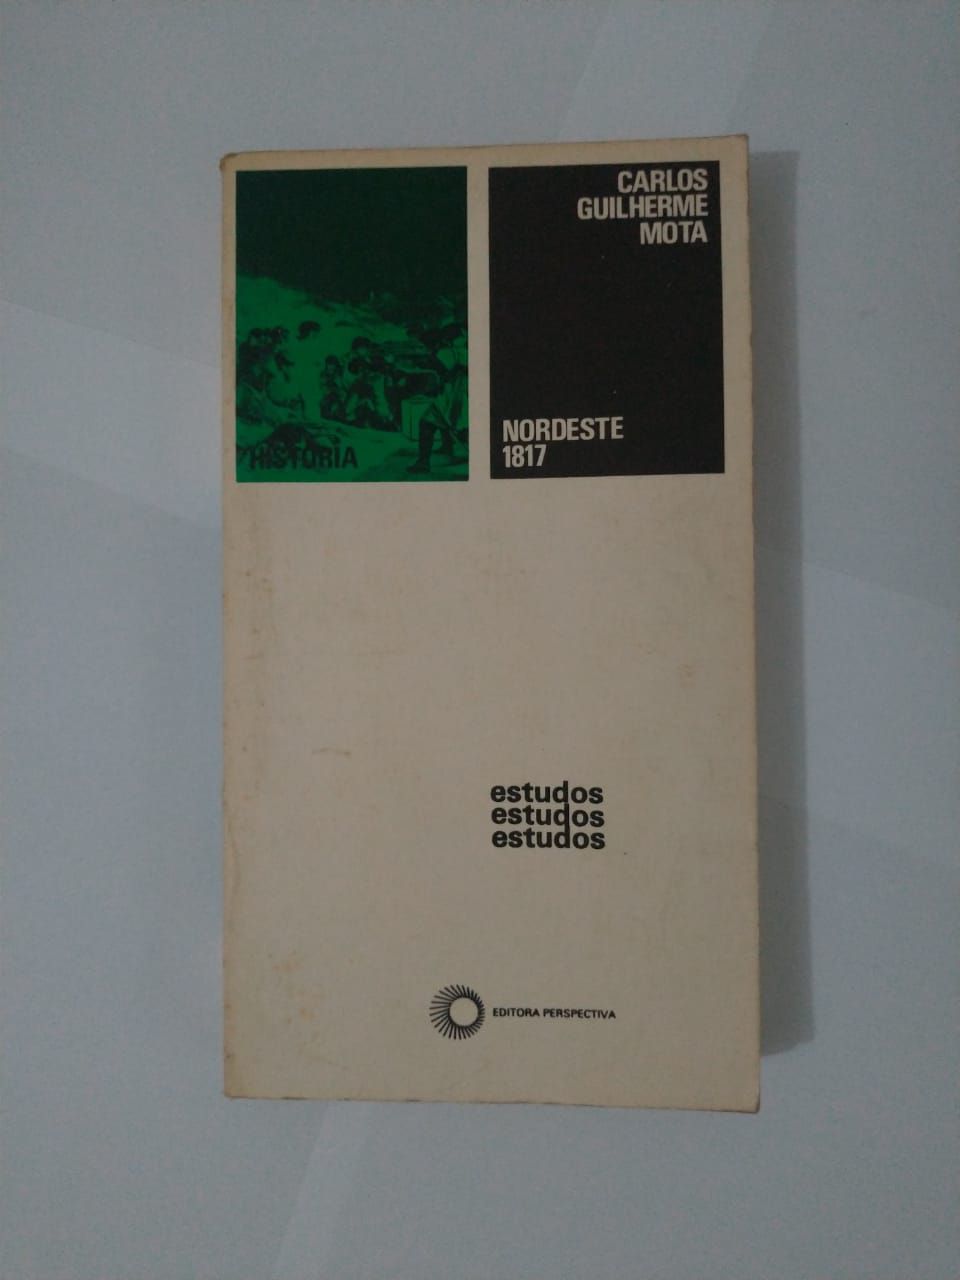 CARLOS
GUILHERME
MOTA
NORDESTE
1817
HISTÓRIA
estudos
estudos
estudos
EDITORA PERSPECTIVA